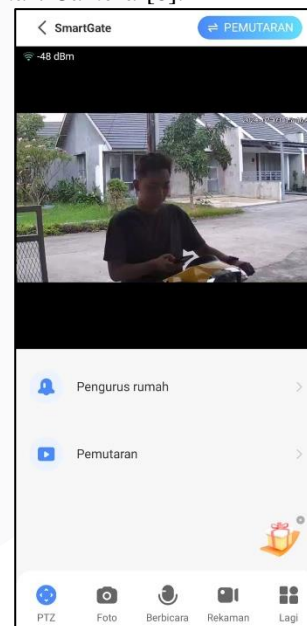 SmartGate
⇌ PEMUTARAN
-48 dBm
Pengurus rumah
Pemutaran
PTZ
Foto
Berbicara
Rekaman
Lagi